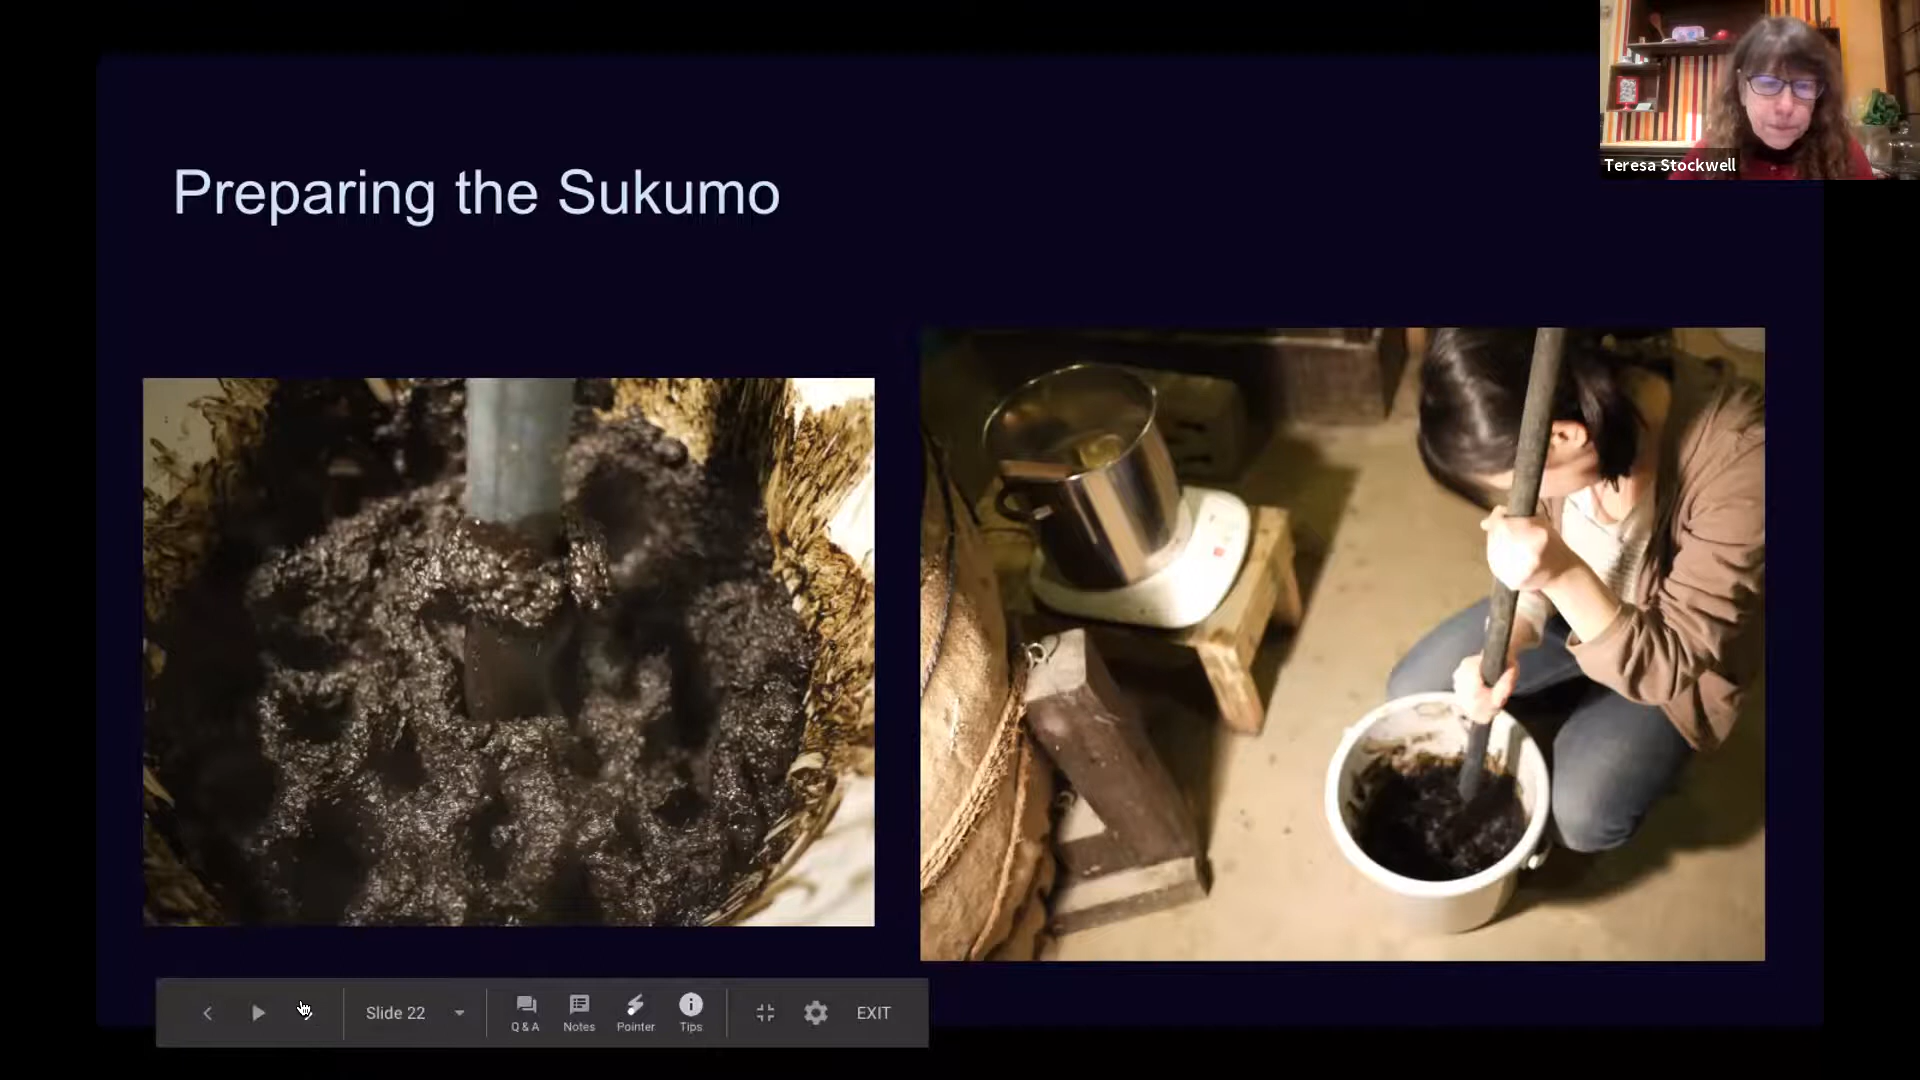 Preparing the Sukumo
Teresa Stockwell
Slide 22
Q & A
Notes
Pointer
Tips
EXIT